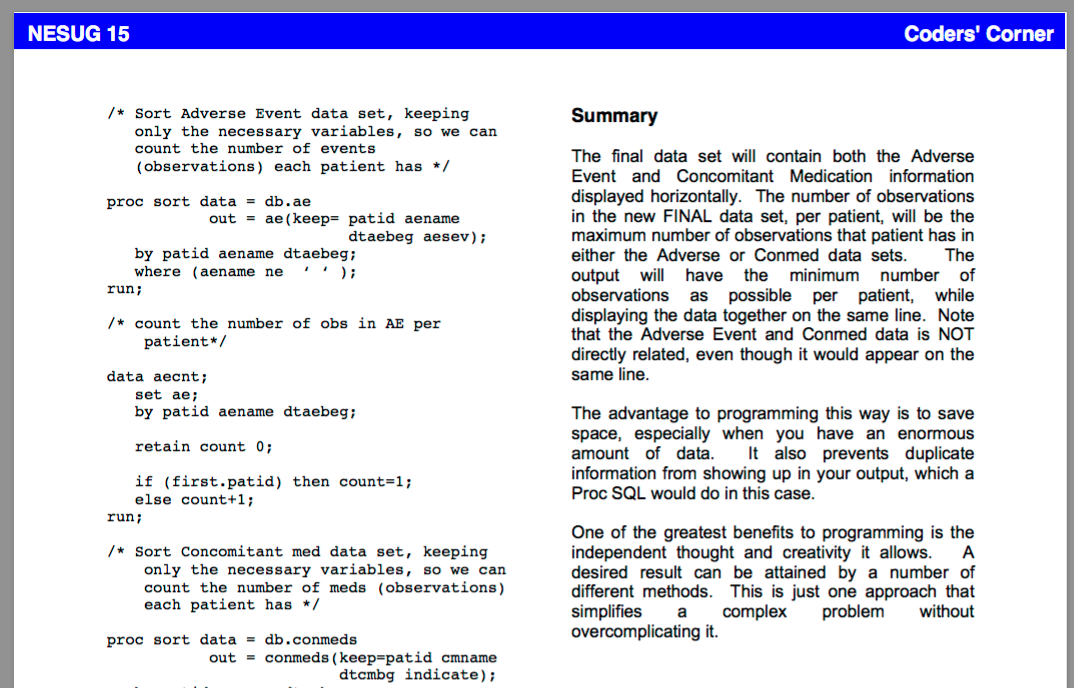 NESUG 15
Coders' Corner
/* Sort Adverse Event data set, keeping
only the necessary variables, so we can
count the number of events
(observations) each patient has */
proc sort data = db.ae
out = ae(keep= patid aename
dtaebeg aesev);
by patid aename dtaebeg;
where (aename ne ‘ ‘ );
run;
/* count the number of obs in AE per
patient*/
data aecnt;
set ae;
by patid aename dtaebeg;
retain count 0;
if (first.patid) then count=1;
else count+1;
run;
/* Sort Concomitant med data set, keeping
only the necessary variables, so we can
count the number of meds (observations)
each patient has */
proc sort data = db.conmeds
out = conmeds(keep=patid cmname
dtcmbg indicate);
Summary
The final data set will contain both the Adverse
Event and Concomitant Medication information
displayed horizontally. The number of observations
in the new FINAL data set, per patient, will be the
maximum number of observations that patient has in
either the Adverse or Conmed data sets. The
output will have the minimum number of
observations as possible per patient, while
displaying the data together on the same line. Note
that the Adverse Event and Conmed data is NOT
directly related, even though it would appear on the
same line.
The advantage to programming this way is to save
space, especially when you have an enormous
amount of data. It also prevents duplicate
information from showing up in your output, which a
Proc SQL would do in this case.
One of the greatest benefits to programming is the
independent thought and creativity it allows. A
desired result can be attained by a number of
different methods. This is just one approach that
simplifies a complex problem without
overcomplicating it.